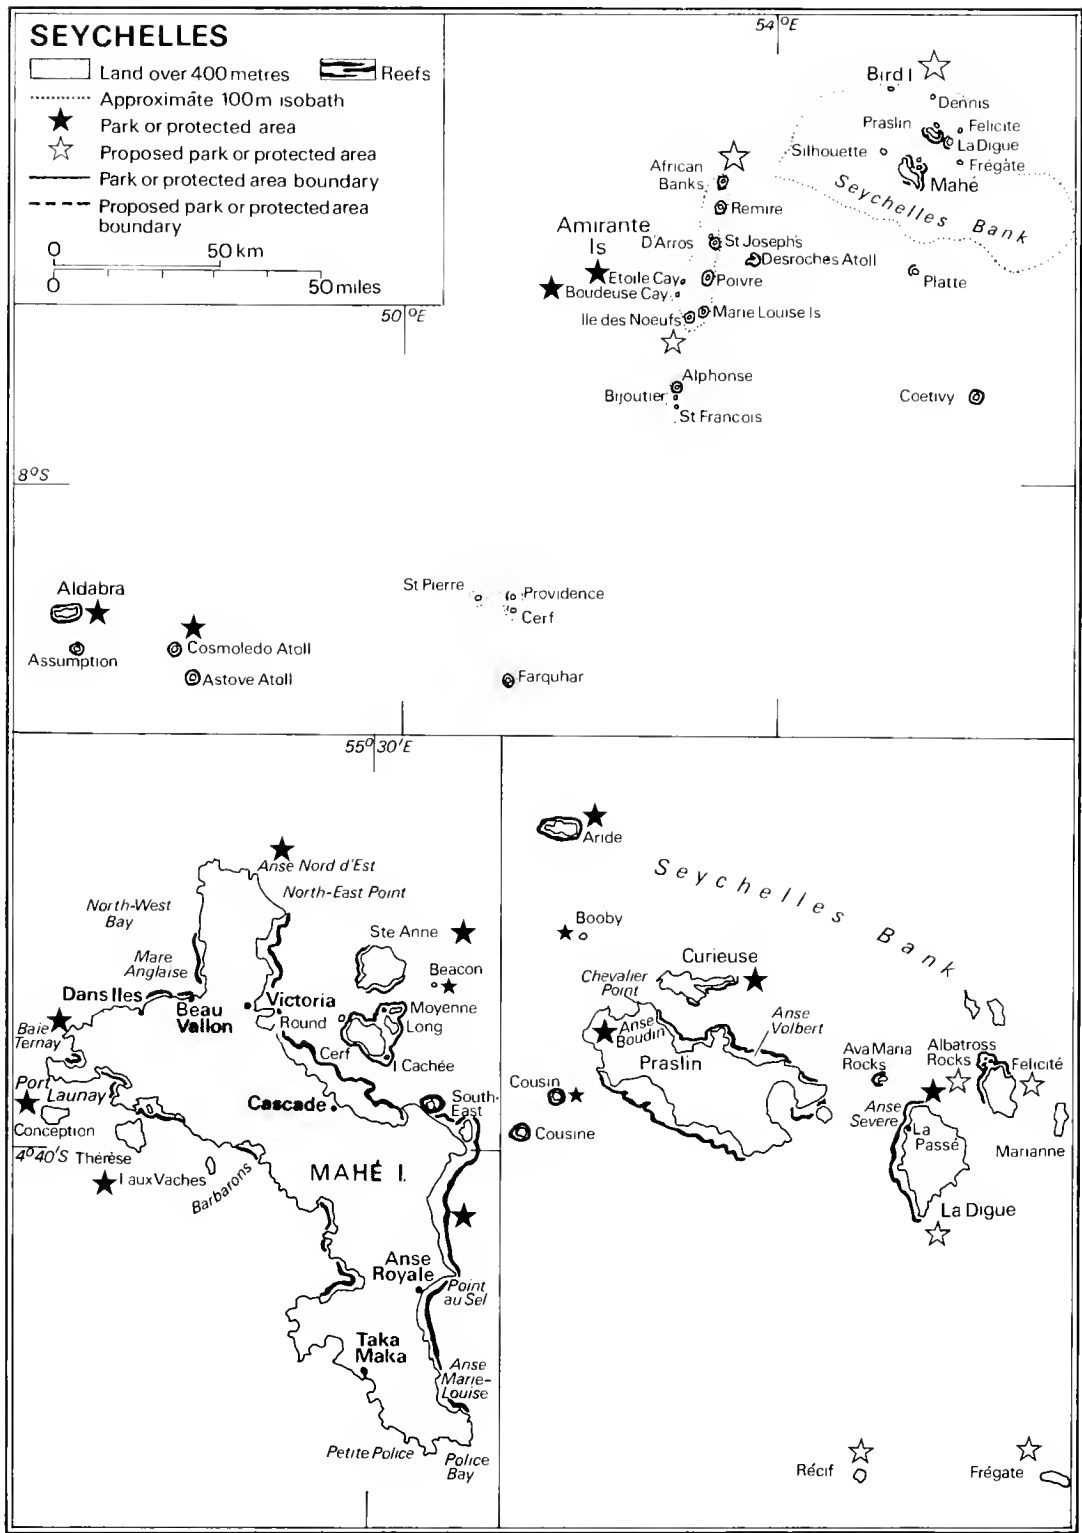 SEYCHELLES
Land over 400 metres
Reefs
Approximate 100m isobath
Park or protected area
Proposed park or protected area
Park or protected area boundary
Proposed park or protected area
boundary
0 50 km
0 50 miles
54°E
Bird I
Dennis
Praslin
Felicite
La Digue
Silhouette
Frégate
Mahé
Seychelles Bank
African
Banks
Remire
Amirante
Is
D'Arros
St Joseph's
Desroches Atoll
Etoile Cay
Poivre
Boudeuse Cay
Platte
50°E
Ile des Noeufs
Marie Louise Is
Alphonse
Bijoutier
St Francois
Coetivy
8°S
Aldabra
St Pierre
Providence
Cerf
Assumption
Cosmoledo Atoll
Astove Atoll
Farquhar
55°30'E
Anse Nord d'Est
North-East Point
North-West
Bay
Ste Anne
Mare
Anglaise
Beacon
Dans Iles
Beau
Vallon
Victoria
Moyenne
Round
Long
Baie
Ternay
Cerf
I Cachée
Port
Launay
Cascade
South-
East
Conception
4°40'S
Thérèse
I aux Vaches
Barbarons
MAHÉ I.
Anse
Royale
Point
au Sel
Taka
Maka
Anse
Marie-
Louise
Petite Police
Police
Bay
Aride
Seychelles Bank
Booby
Curieuse
Chevalier
Point
Anse
Volbert
Anse
Boudin
Praslin
Ava Maria
Rocks
Albatross
Rocks
Felicité
Cousin
Cousine
Anse
Severe
La
Passé
Marianne
La Digue
Récif
Frégate